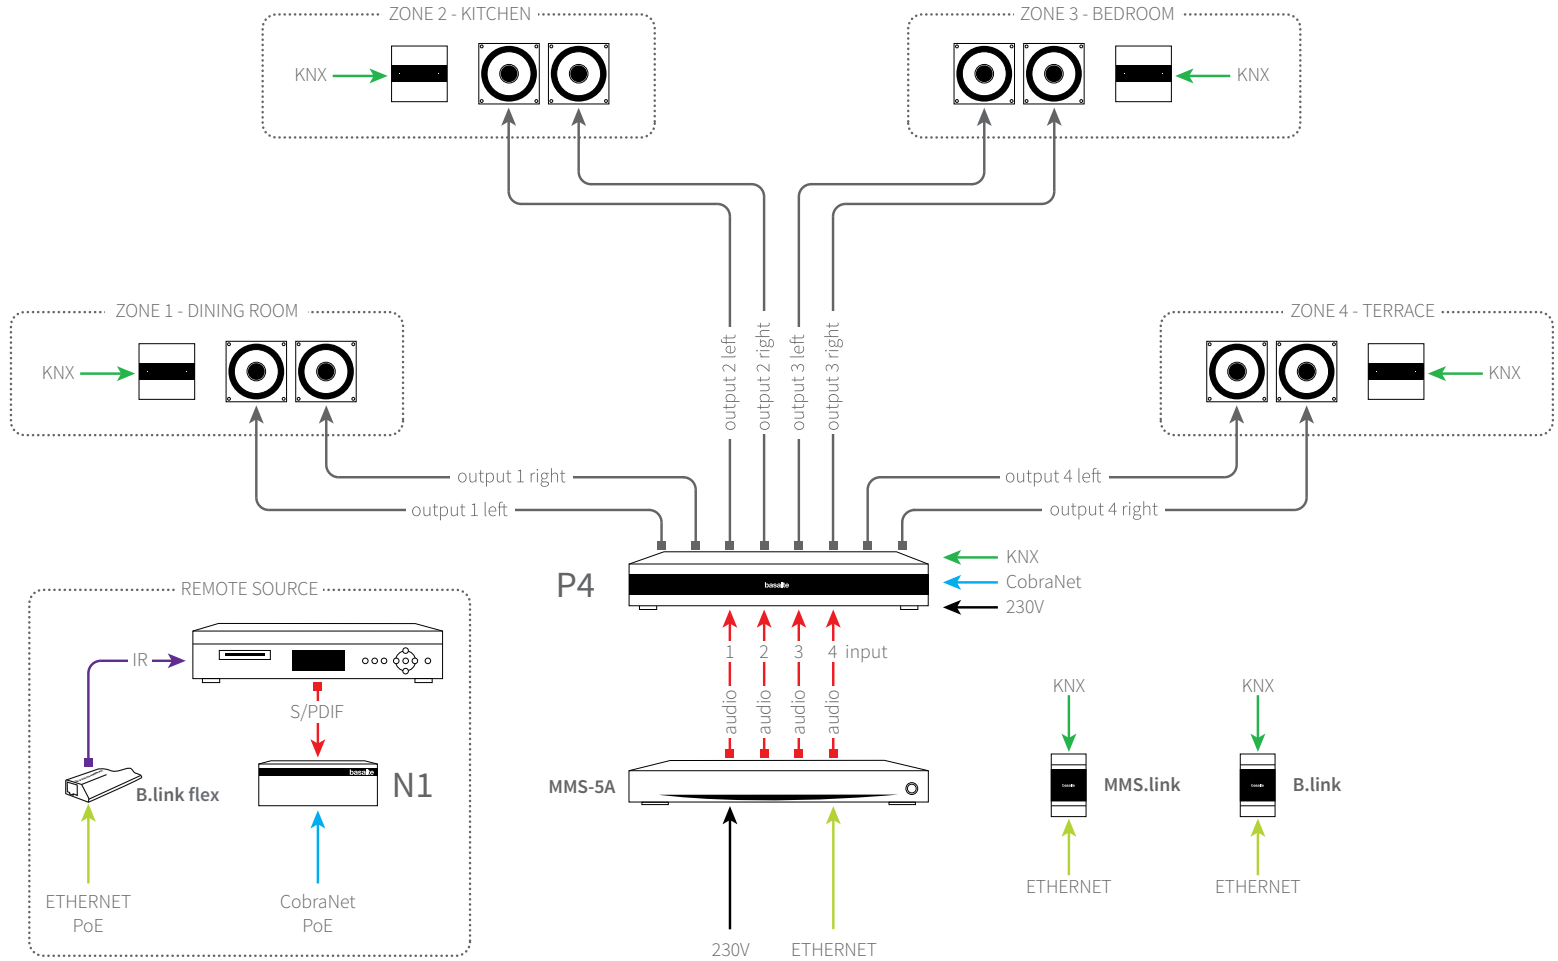 ZONE 2 - KITCHEN
ZONE 3 - BEDROOM
KNX
KNX
ZONE 1 - DINING ROOM
ZONE 4 - TERRACE
output 2 left
output 2 right
output 3 left
output 3 right
KNX
KNX
output 1 right
output 4 left
output 1 left
output 4 right
KNX
P4
basalte
CobraNet
230V
REMOTE SOURCE
IR
1
2
3
4 input
S/PDIF
audio
audio
audio
audio
KNX
KNX
basalte
N1
MMS-5A
B.link flex
basalte
MMS.link
basalte
B.link
ETHERNET
PoE
CobraNet
PoE
ETHERNET
ETHERNET
230V
ETHERNET